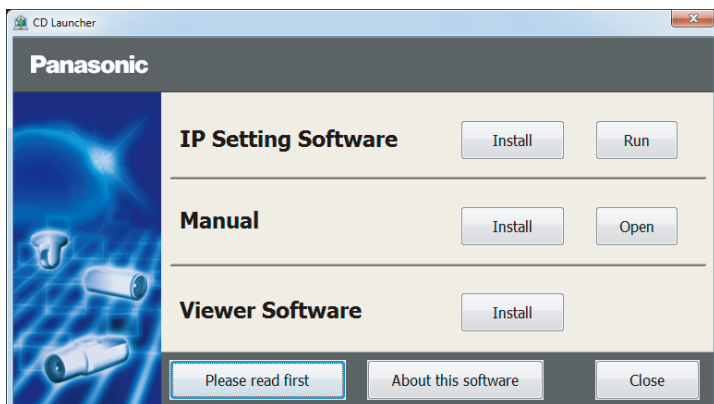 CD Launcher
Panasonic
IP Setting Software Install Run
Manual Install Open
Viewer Software Install
Please read first About this software Close